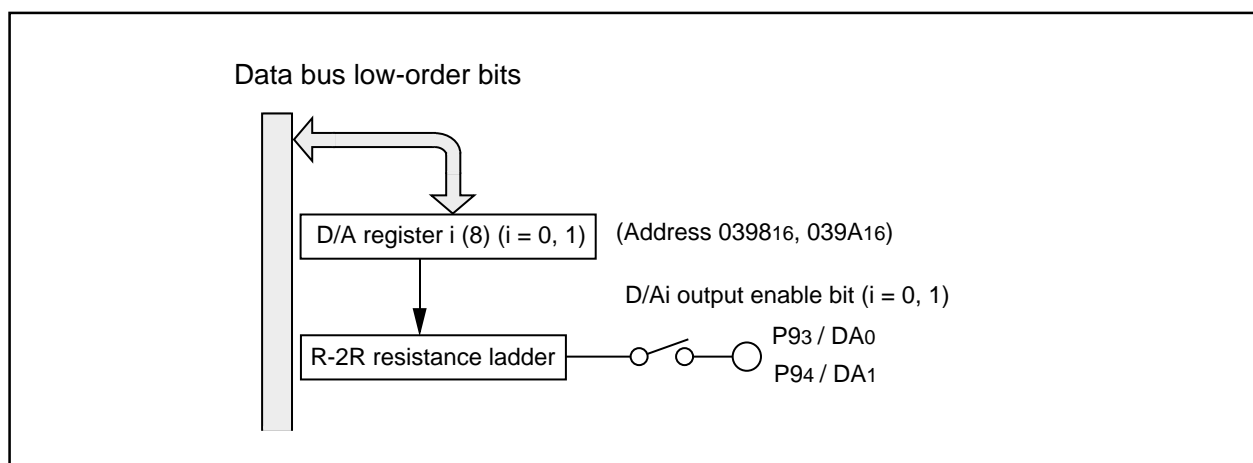 Data bus low-order bits
D/A register i (8) (i = 0, 1)
(Address 039816, 039A16)
D/Ai output enable bit (i = 0, 1)
R-2R resistance ladder
P93 / DA0
P94 / DA1